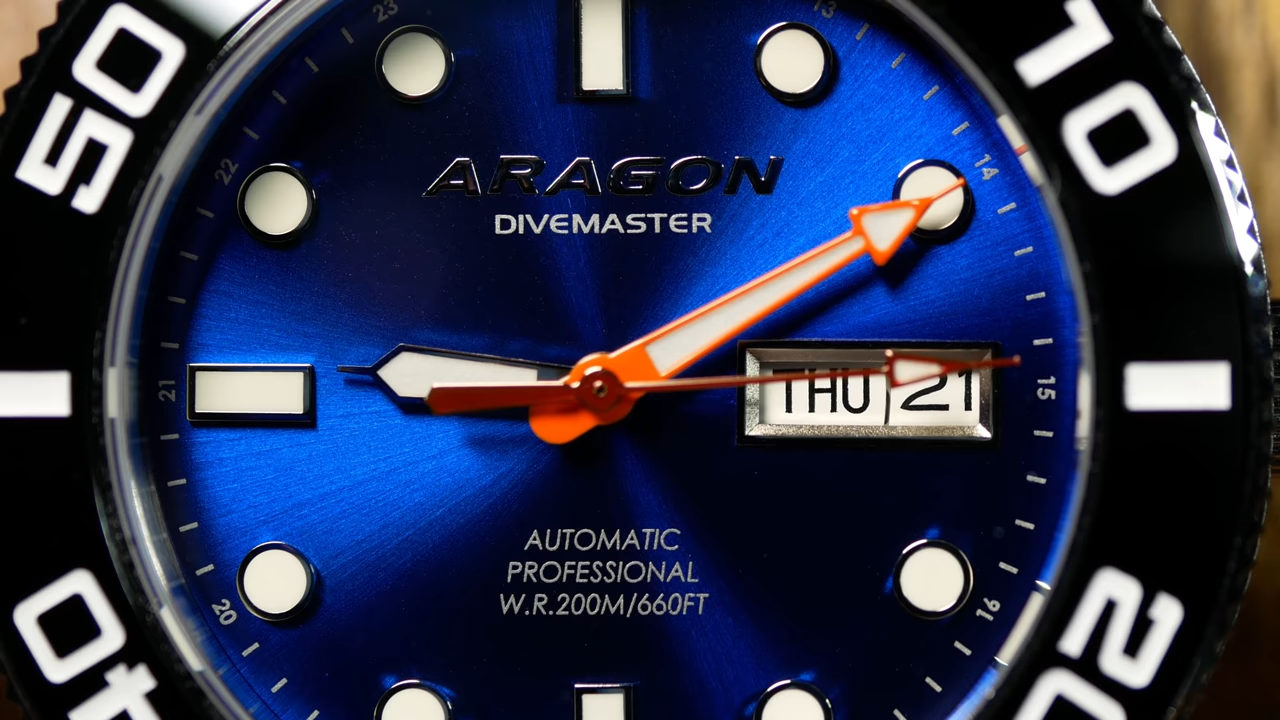 23
13
50
10
22
14
ARAGON
DIVEMASTER
21
THU 21
15
AUTOMATIC
PROFESSIONAL
W.R.200M/660FT
20
16
40
20